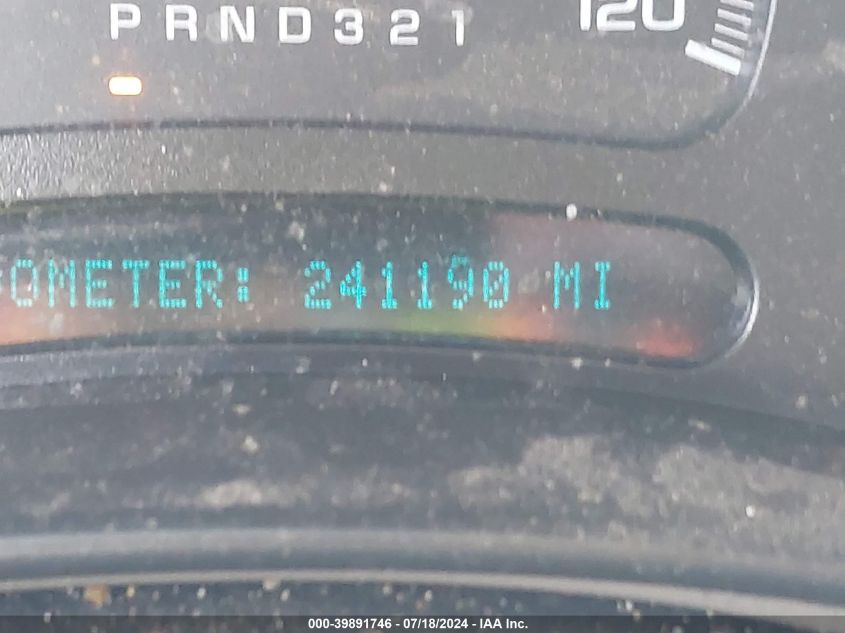 P R N D 3 2 1
120
OMETER: 241190 MI
000-39891746 - 07/18/2024 - IAA Inc.